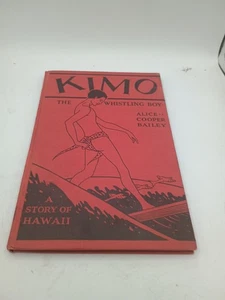 KIMO
THE WHISTLING BOY
ALICE
COOPER
BAILEY
A
STORY OF
HAWAII